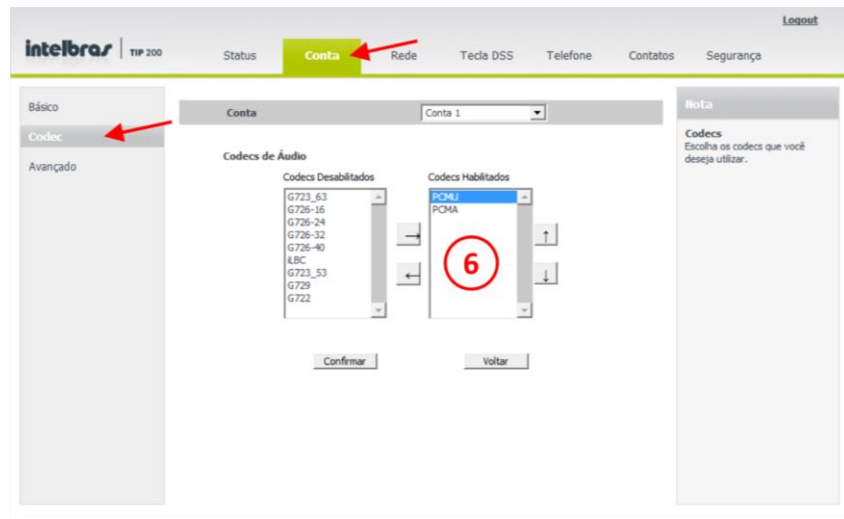 Logout
intelbras TIP 200
Status Conta Rede Tecla DSS Telefone Contatos Segurança
Básico
Codec
Avançado
Conta Conta 1
Codecs de Áudio
Codecs Desabilitados Codecs Habilitados
G723_63
G726-16
G726-24
G726-32
G726-40
iLBC
G723_53
G729
G722
PCMU
PCMA
→
←
6
↑
↓
Confirmar Voltar
Nota
Codecs
Escolha os codecs que você
deseja utilizar.